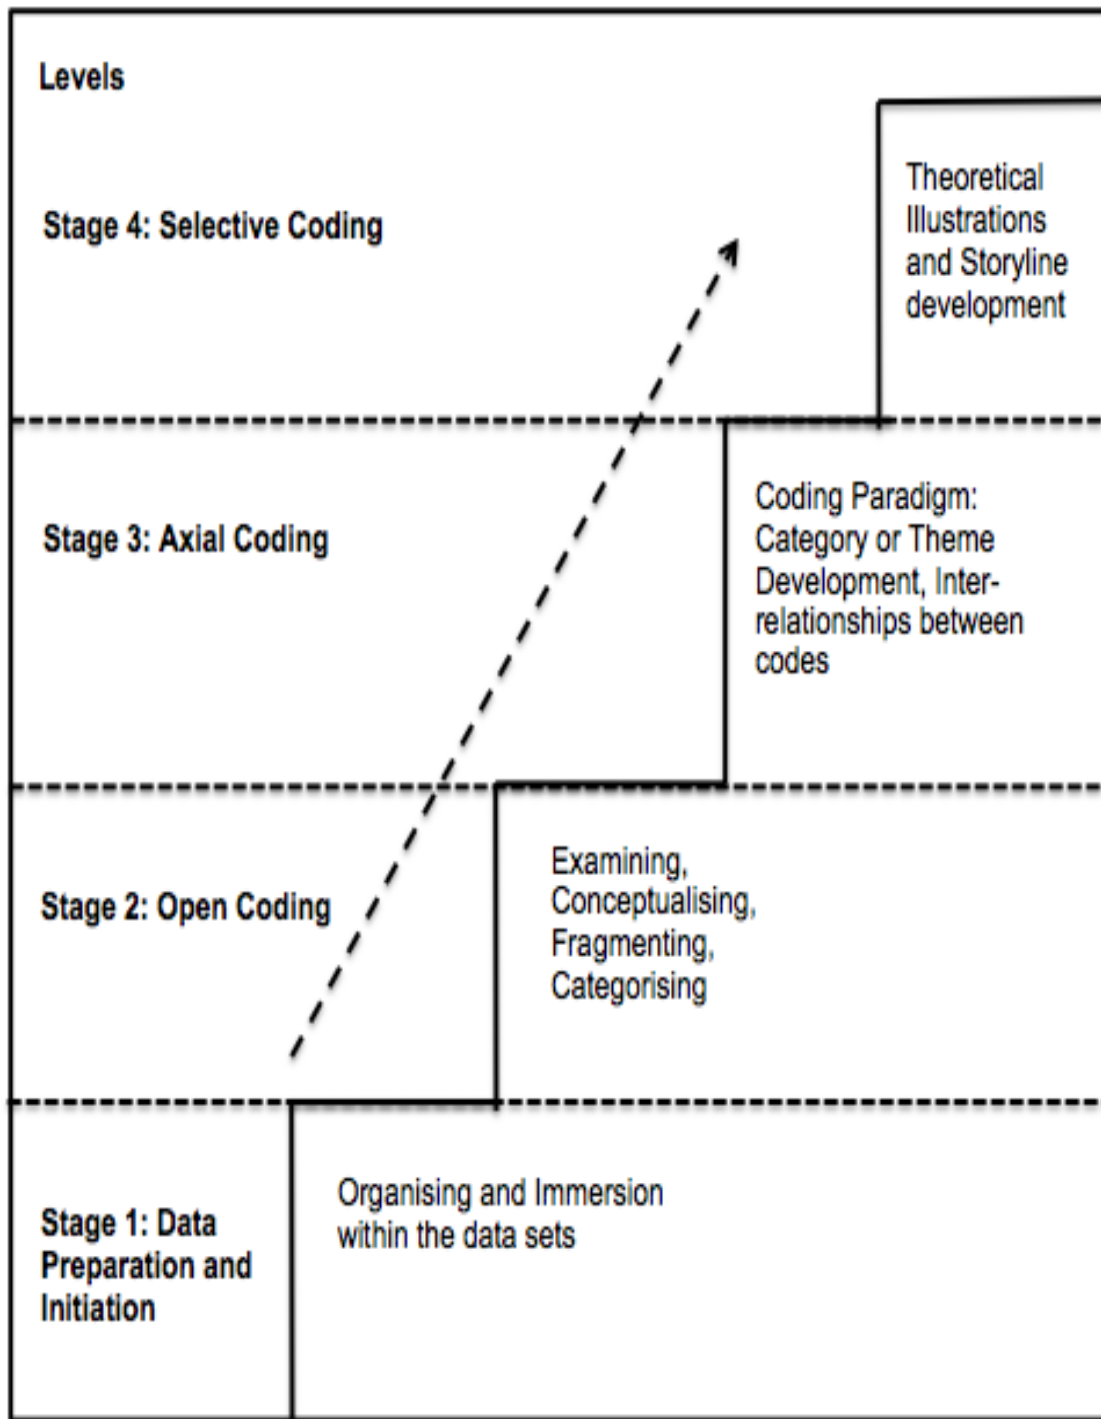 Levels
Stage 4: Selective Coding
Theoretical
Illustrations
and Storyline
development
Stage 3: Axial Coding
Coding Paradigm:
Category or Theme
Development, Inter-
relationships between
codes
Stage 2: Open Coding
Examining,
Conceptualising,
Fragmenting,
Categorising
Stage 1: Data
Preparation and
Initiation
Organising and Immersion
within the data sets